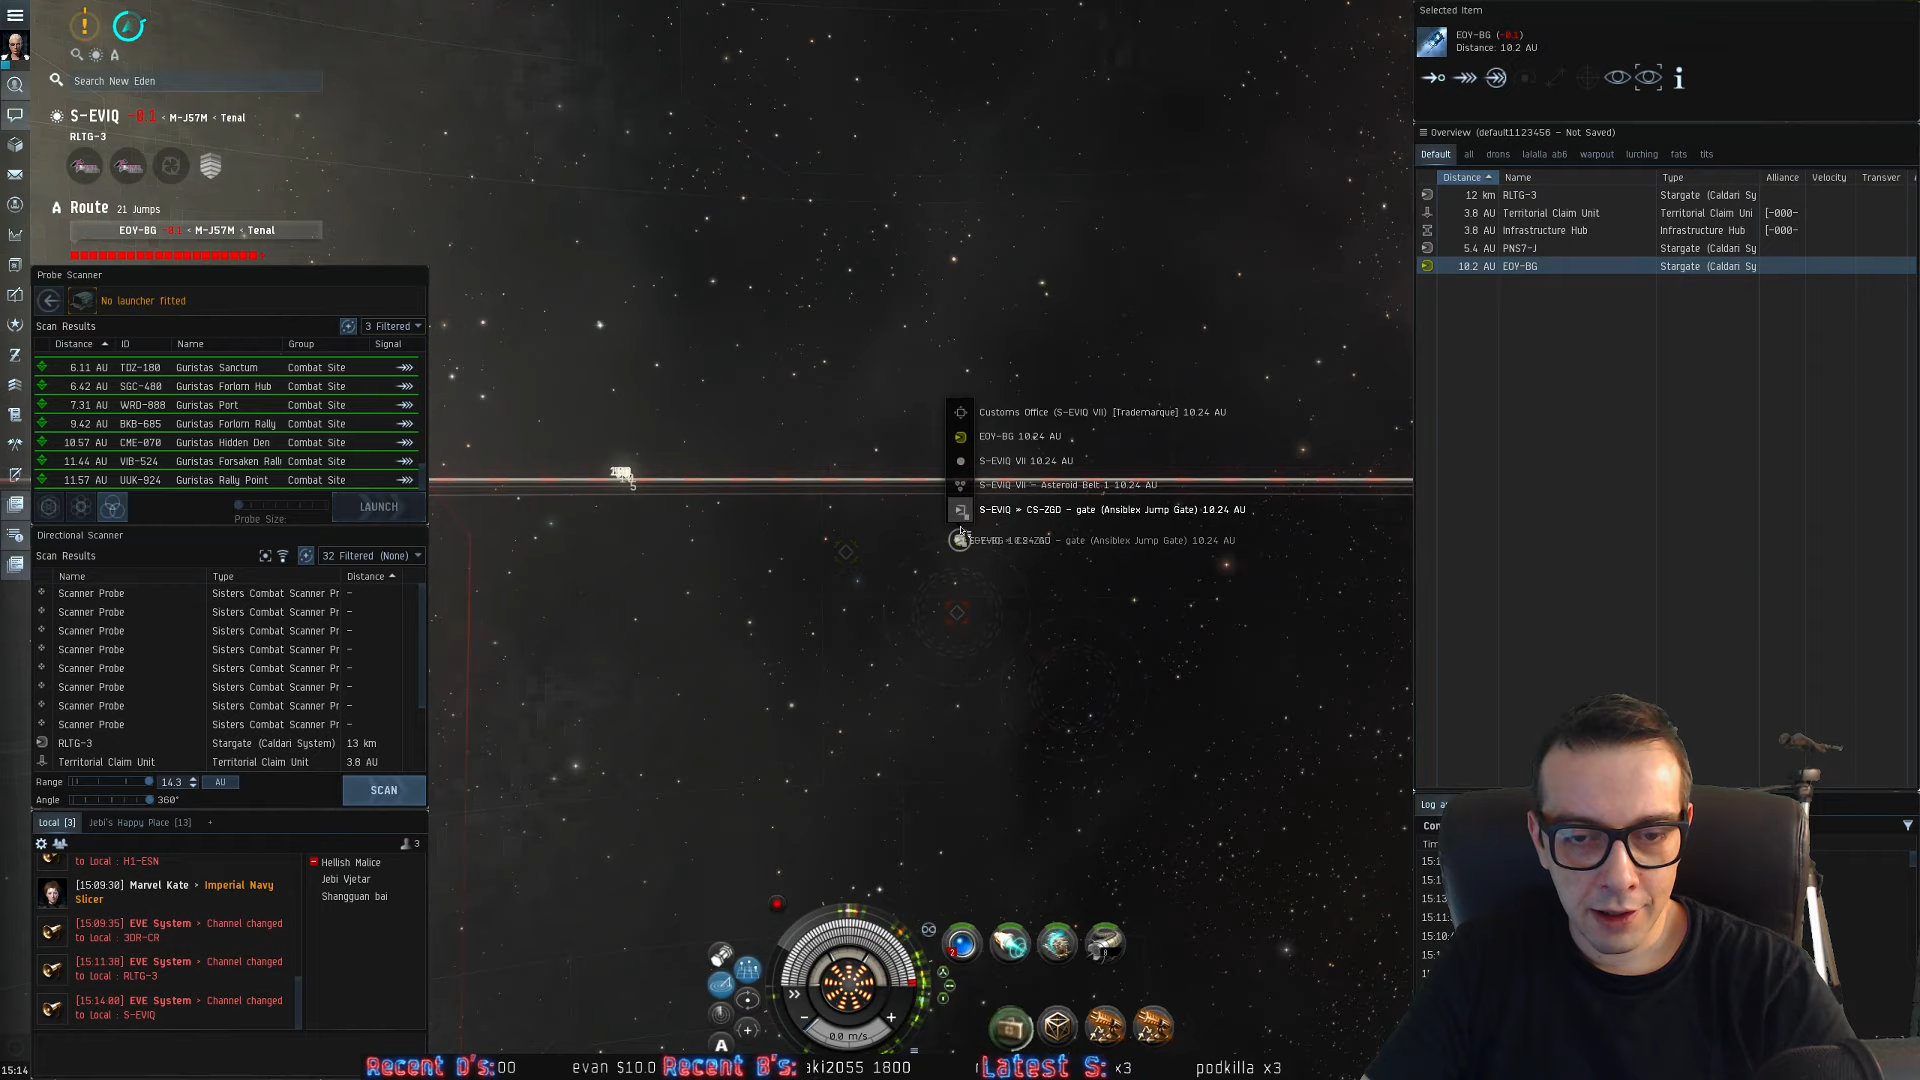 Search New Eden
S-EVIQ -0.1 < M-J57M < Tenal
RLTG-3
A Route 21 Jumps
EOY-BG -0.1 < M-J57M < Tenal
Probe Scanner
No launcher fitted
Scan Results 3 Filtered
Distance ID Name Group Signal
6.11 AU TDZ-180 Guristas Sanctum Combat Site
6.42 AU SGC-480 Guristas Forlorn Hub Combat Site
7.31 AU WRD-888 Guristas Port Combat Site
9.42 AU BKB-685 Guristas Forlorn Rally Combat Site
10.57 AU CME-070 Guristas Hidden Den Combat Site
11.44 AU VIB-524 Guristas Forsaken Rall Combat Site
11.57 AU UUK-924 Guristas Rally Point Combat Site
Probe Size:
LAUNCH
Directional Scanner
Scan Results 32 Filtered (None)
Name Type Distance
Scanner Probe Sisters Combat Scanner Pr –
Scanner Probe Sisters Combat Scanner Pr –
Scanner Probe Sisters Combat Scanner Pr –
Scanner Probe Sisters Combat Scanner Pr –
Scanner Probe Sisters Combat Scanner Pr –
Scanner Probe Sisters Combat Scanner Pr –
Scanner Probe Sisters Combat Scanner Pr –
Scanner Probe Sisters Combat Scanner Pr –
RLTG-3 Stargate (Caldari System) 13 km
Territorial Claim Unit Territorial Claim Unit 3.8 AU
Range 14.3 AU
Angle 360°
SCAN
Local [3] Jebi's Happy Place [13] +
3
to Local : H1-ESN
[15:09:30] Marvel Kate > Imperial Navy
Slicer
[15:09:35] EVE System > Channel changed
to Local : 3DR-CR
[15:11:38] EVE System > Channel changed
to Local : RLTG-3
[15:14:00] EVE System > Channel changed
to Local : S-EVIQ
Hellish Malice
Jebi Vjetar
Shangguan bai
15:14
Customs Office (S-EVIQ VII) [Trademarque] 10.24 AU
EOY-BG 10.24 AU
S-EVIQ VII 10.24 AU
S-EVIQ VII - Asteroid Belt 1 10.24 AU
S-EVIQ » CS-ZGD - gate (Ansiblex Jump Gate) 10.24 AU
- gate (Ansiblex Jump Gate) 10.24 AU
0.0 m/s
A
Recent D's: 00 evan $10.0 Recent B's: aki2055 1800 Latest S: x3 podkilla x3
Selected Item
EOY-BG (-0.1)
Distance: 10.2 AU
Overview (default1123456 - Not Saved)
Default all drons lalalla ab6 warpout lurching fats tits
Distance Name Type Alliance Velocity Transver
12 km RLTG-3 Stargate (Caldari Sy
3.8 AU Territorial Claim Unit Territorial Claim Uni [-000-
3.8 AU Infrastructure Hub Infrastructure Hub [-000-
5.4 AU PNS7-J Stargate (Caldari Sy
10.2 AU EOY-BG Stargate (Caldari Sy